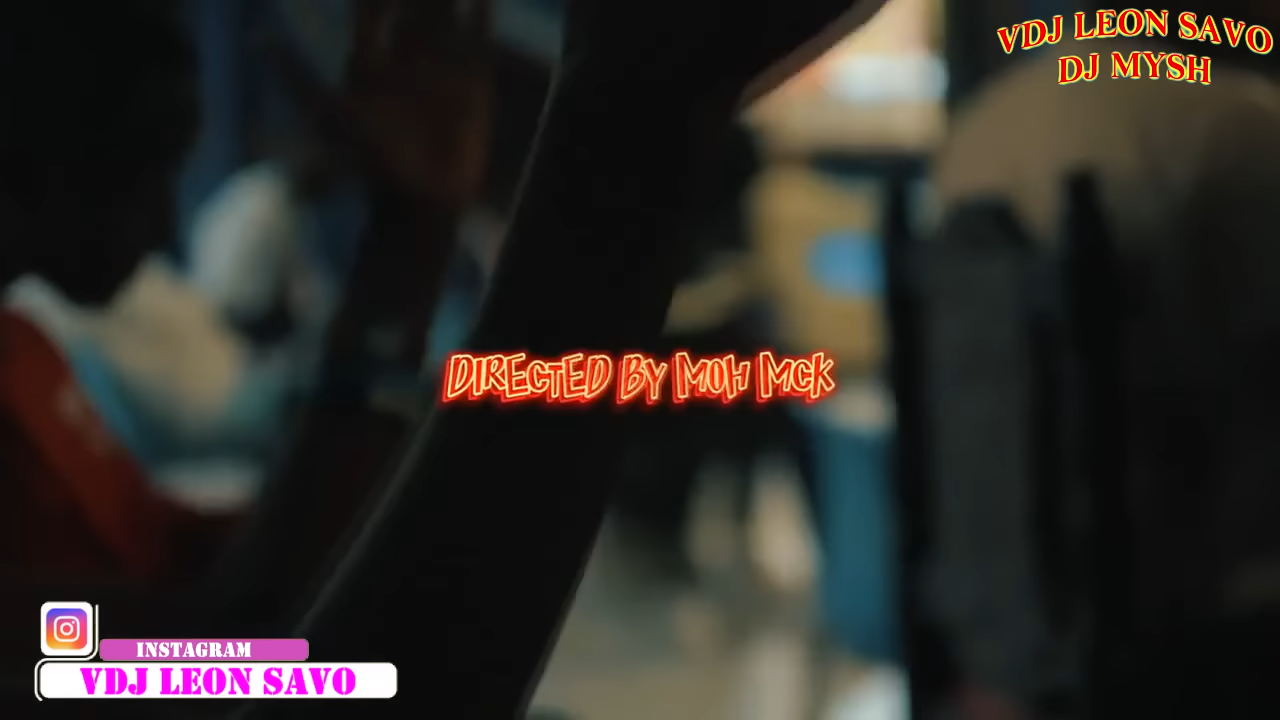 VDJ LEON SAVO
DJ MYSH
DIRECTED BY MOH MCK
INSTAGRAM
VDJ LEON SAVO